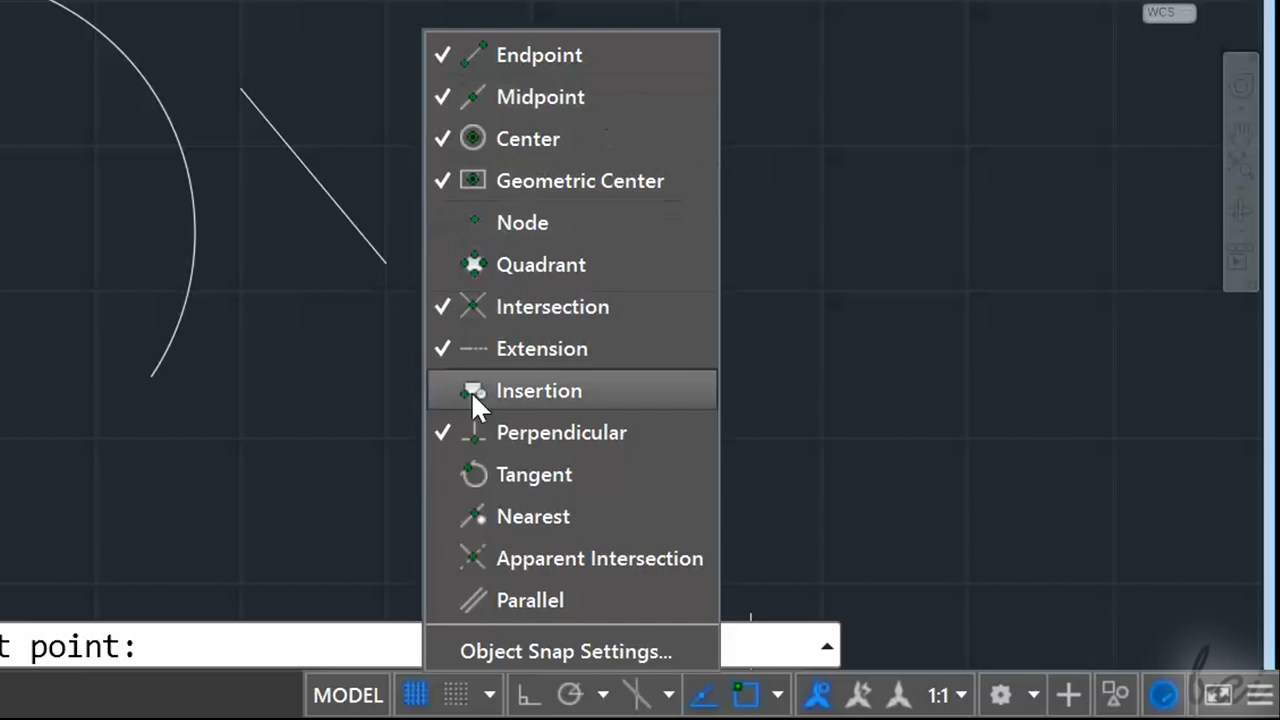 WCS
Endpoint
Midpoint
Center
Geometric Center
Node
Quadrant
Intersection
Extension
Insertion
Perpendicular
Tangent
Nearest
Apparent Intersection
Parallel
t point:
Object Snap Settings...
MODEL
1:1